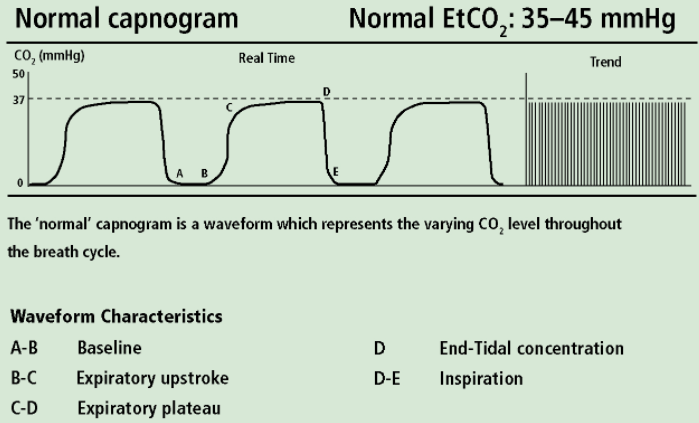 Normal capnogram
Normal EtCO₂: 35–45 mmHg
CO₂ (mmHg)
Real Time
Trend
50
37
0
A
B
C
D
E
The 'normal' capnogram is a waveform which represents the varying CO₂ level throughout
the breath cycle.
Waveform Characteristics
A-B Baseline
B-C Expiratory upstroke
C-D Expiratory plateau
D End-Tidal concentration
D-E Inspiration